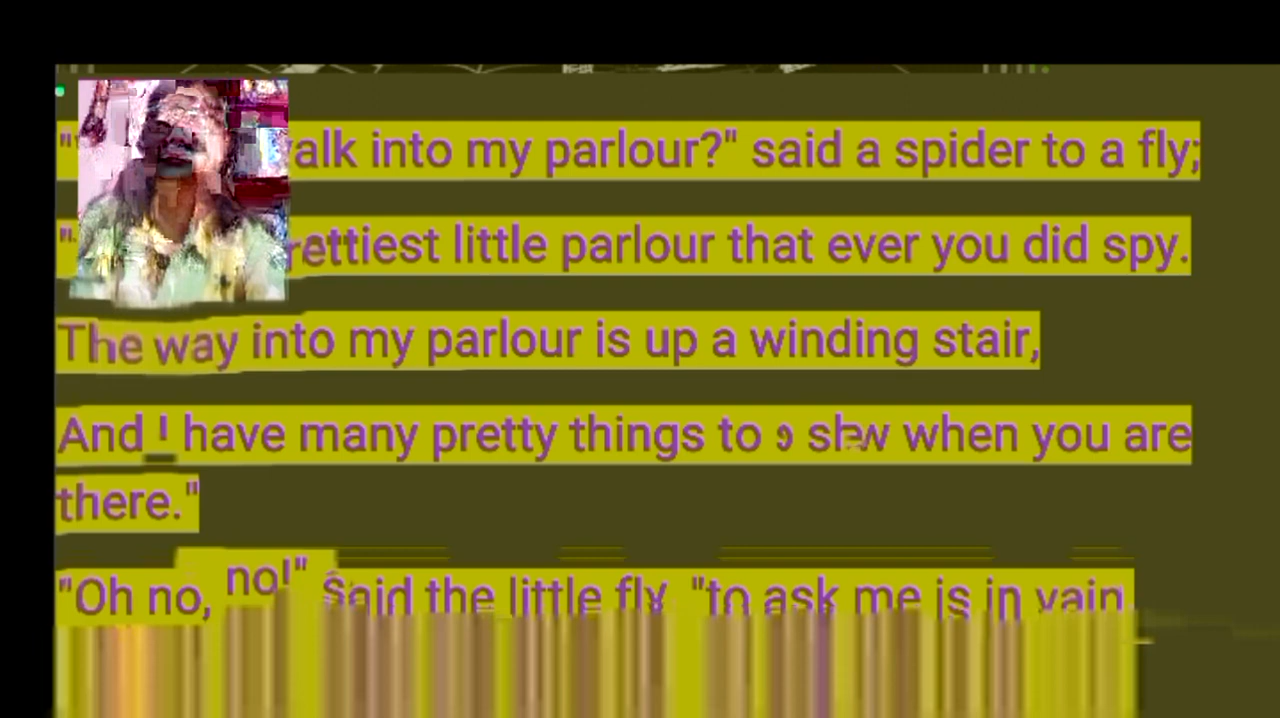 walk into my parlour?" said a spider to a fly;
prettiest little parlour that ever you did spy.
The way into my parlour is up a winding stair,
And I have many pretty things to when you are
there."
"Oh no, no!" said the little fly, "to ask me is in vain,